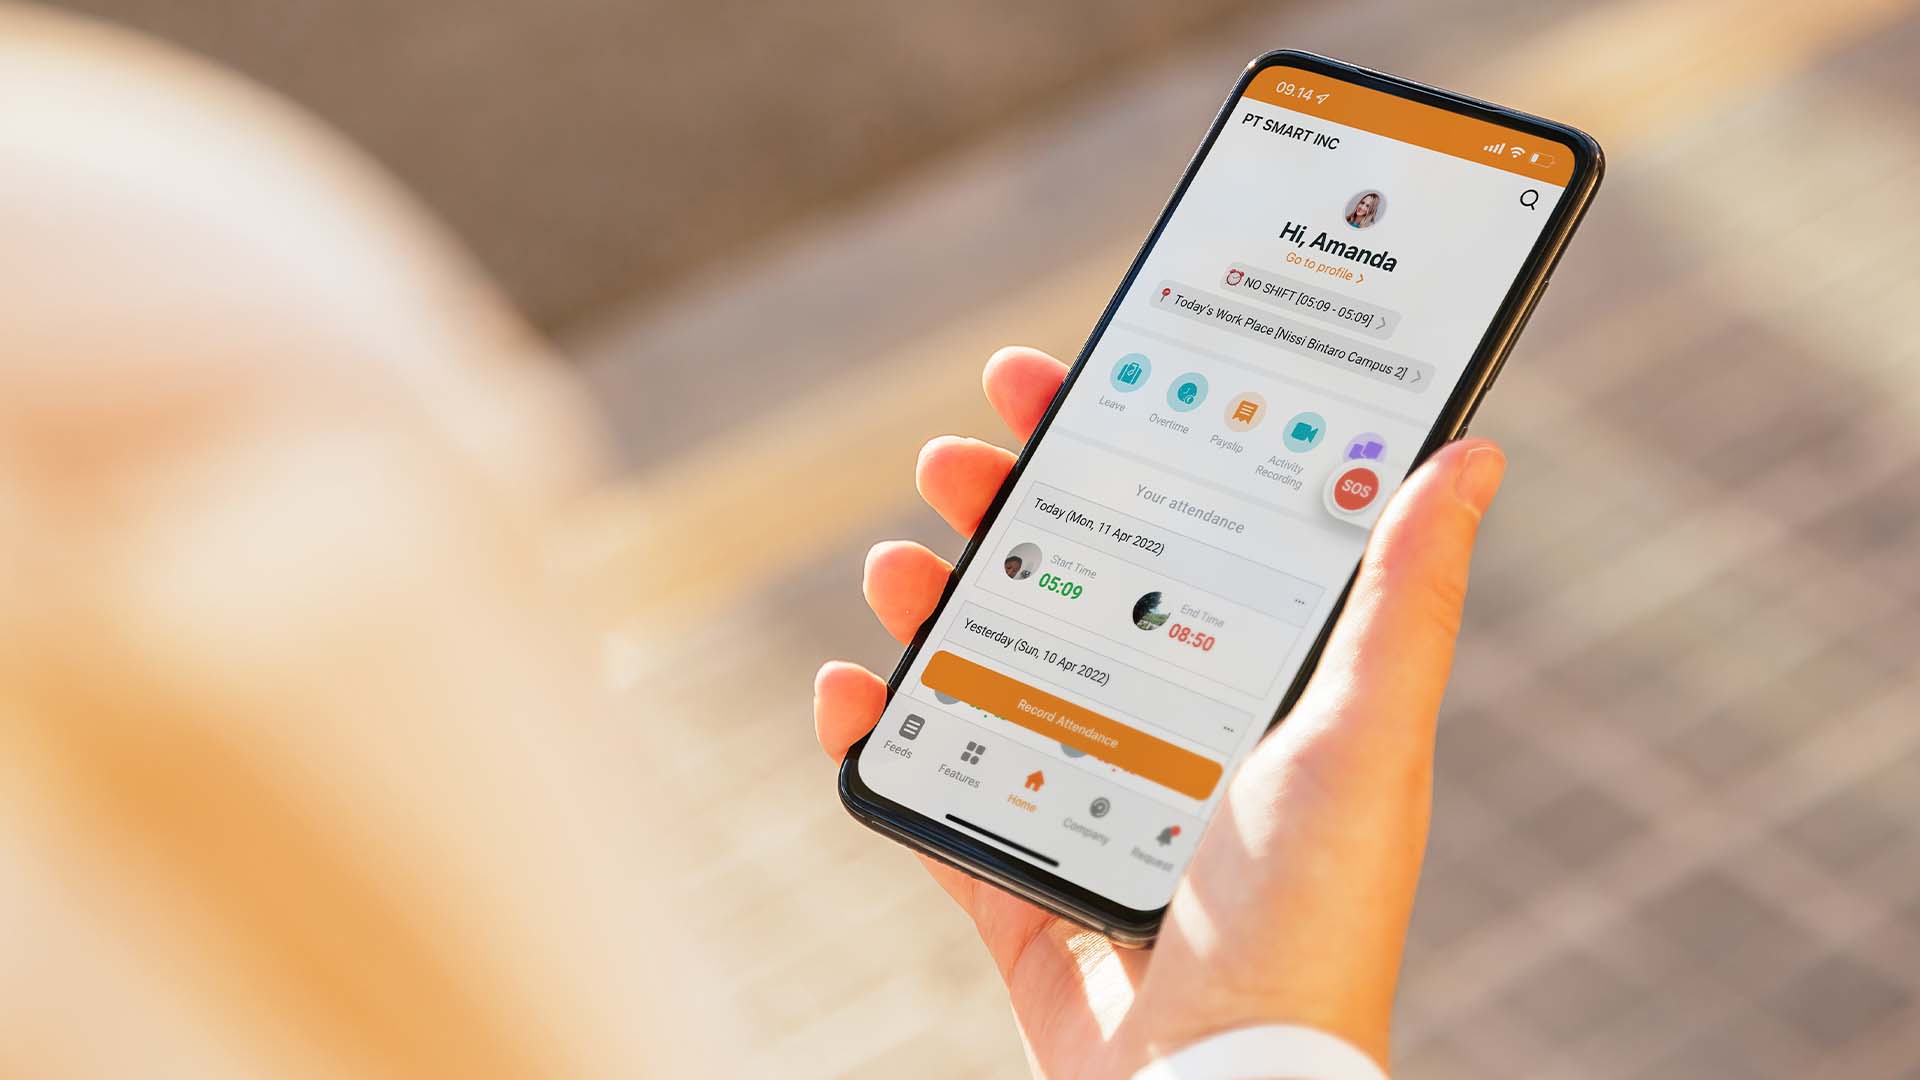 09.14
PT SMART INC
Hi, Amanda
Go to profile >
NO SHIFT [05:09 - 05:09] >
Today's Work Place [Nissi Bintaro Campus 2] >
Leave
Overtime
Payslip
Activity
Recording
SOS
Your attendance
Today (Mon, 11 Apr 2022)
...
Start Time
05:09
End Time
08:50
Yesterday (Sun, 10 Apr 2022)
...
Record Attendance
Feeds
Features
Home
Company
Request